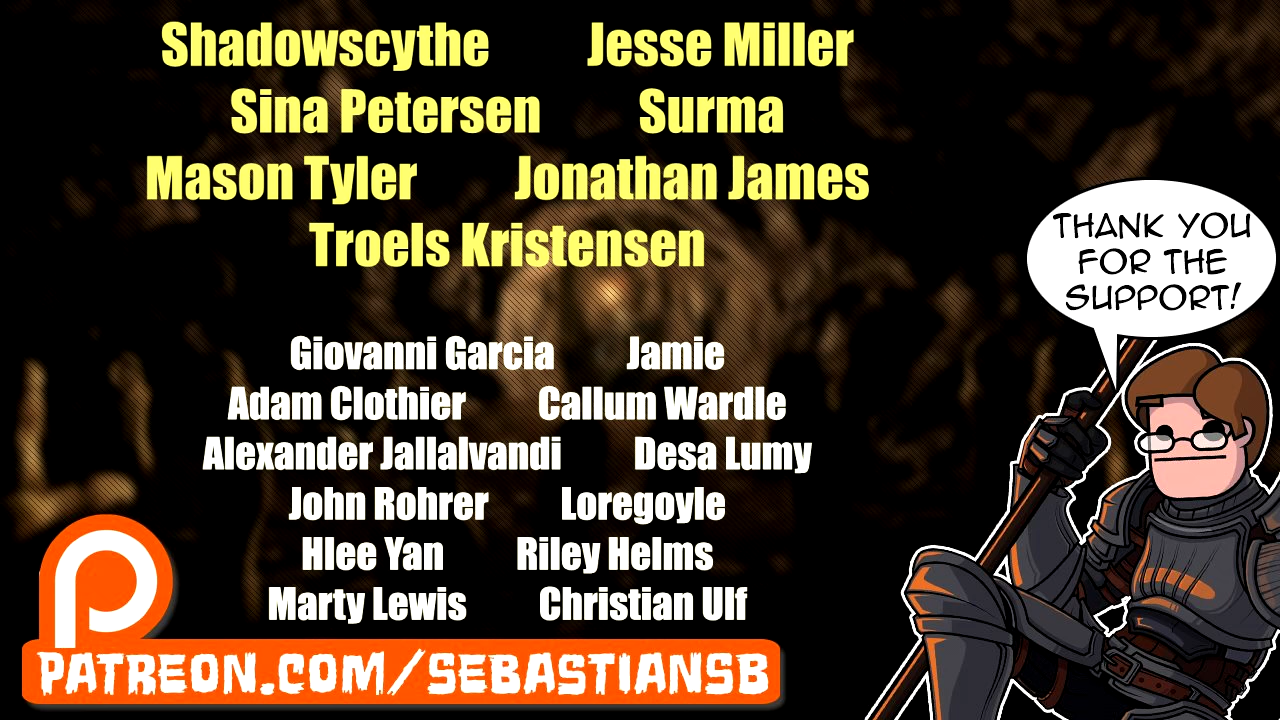 Shadowscythe Jesse Miller
Sina Petersen Surma
Mason Tyler Jonathan James
Troels Kristensen
Giovanni Garcia Jamie
Adam Clothier Callum Wardle
Alexander Jallalvandi Desa Lumy
John Rohrer Loregoyle
Hlee Yan Riley Helms
Marty Lewis Christian Ulf
PATREON.COM/SEBASTIANSB
THANK YOU
FOR THE
SUPPORT!